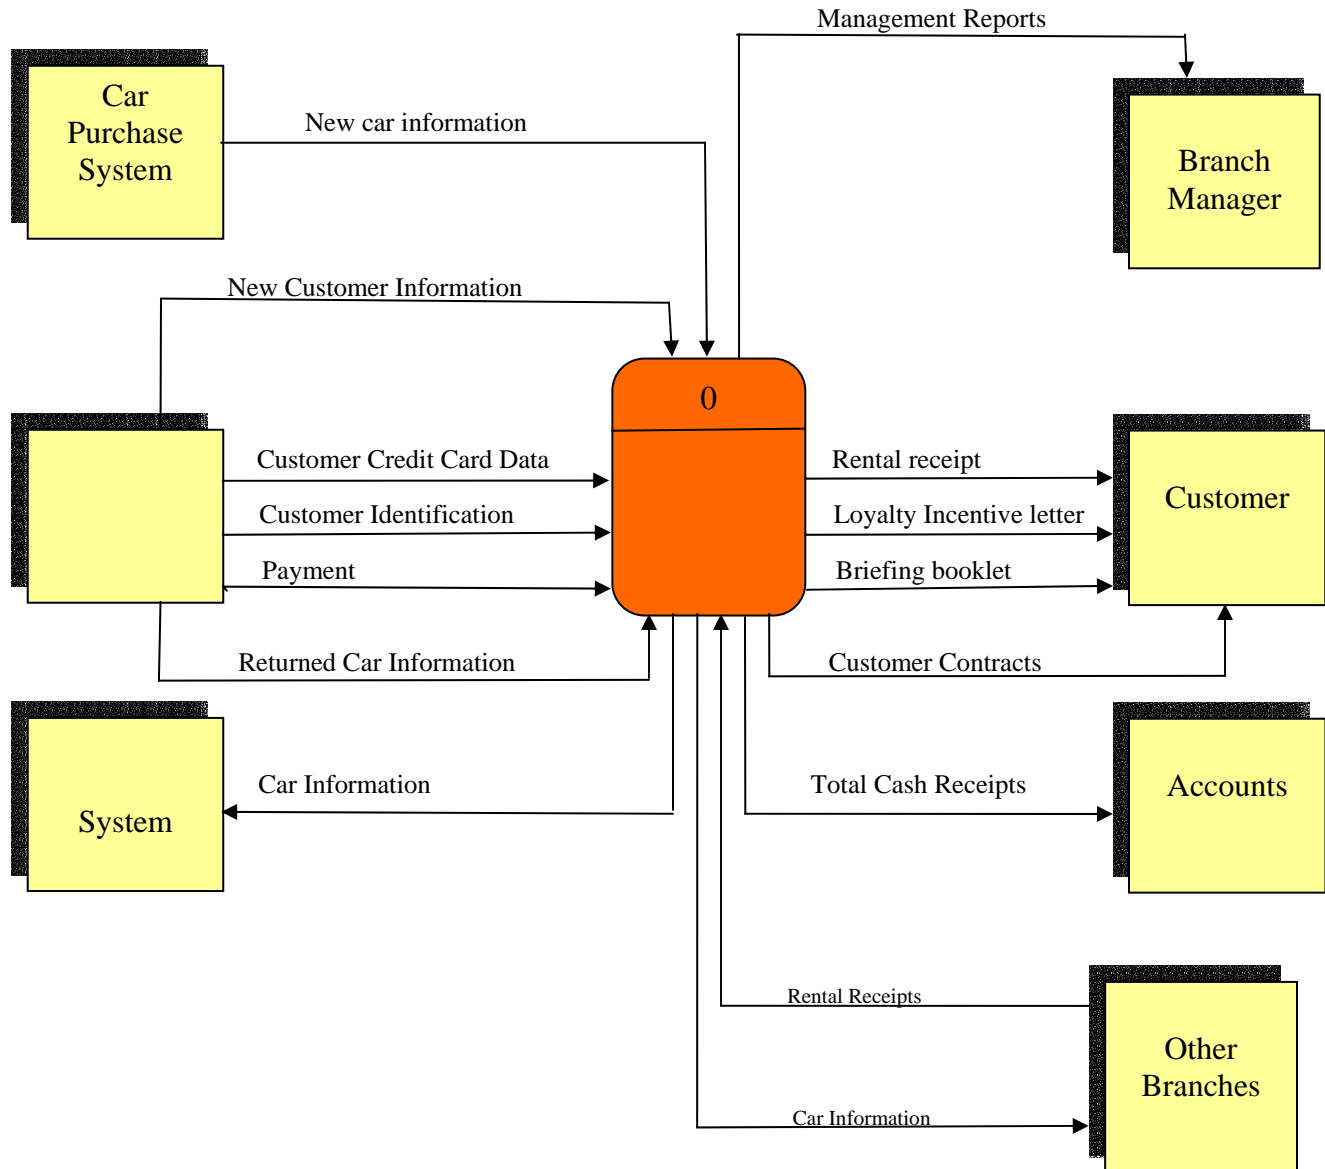 Management Reports
Car
Purchase
System
New car information
Branch
Manager
New Customer Information
0
Customer Credit Card Data
Rental receipt
Customer
Customer Identification
Loyalty Incentive letter
Payment
Briefing booklet
Returned Car Information
Customer Contracts
Car Information
Total Cash Receipts
Accounts
System
Rental Receipts
Other
Branches
Car Information